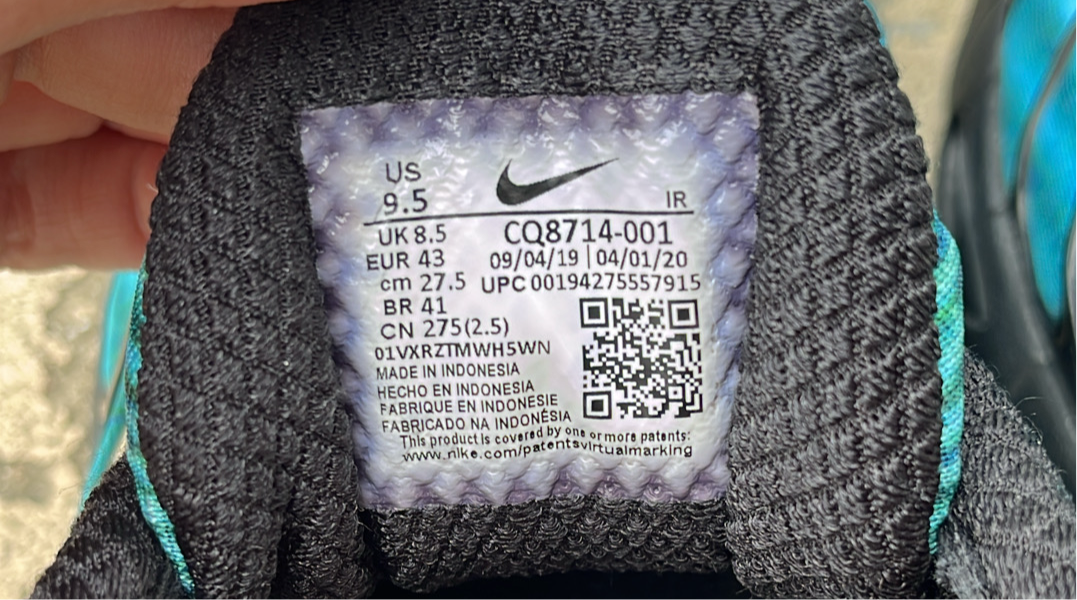 US
9.5
IR
UK 8.5
CQ8714-001
EUR 43
09/04/19 | 04/01/20
cm 27.5
UPC 00194275557915
BR 41
CN 275(2.5)
01VXRZTMWH5WN
MADE IN INDONESIA
HECHO EN INDONESIA
FABRIQUE EN INDONESIE
FABRICADO NA INDONÉSIA
This product is covered by one or more patents:
www.nike.com/patentsvirtualmarking